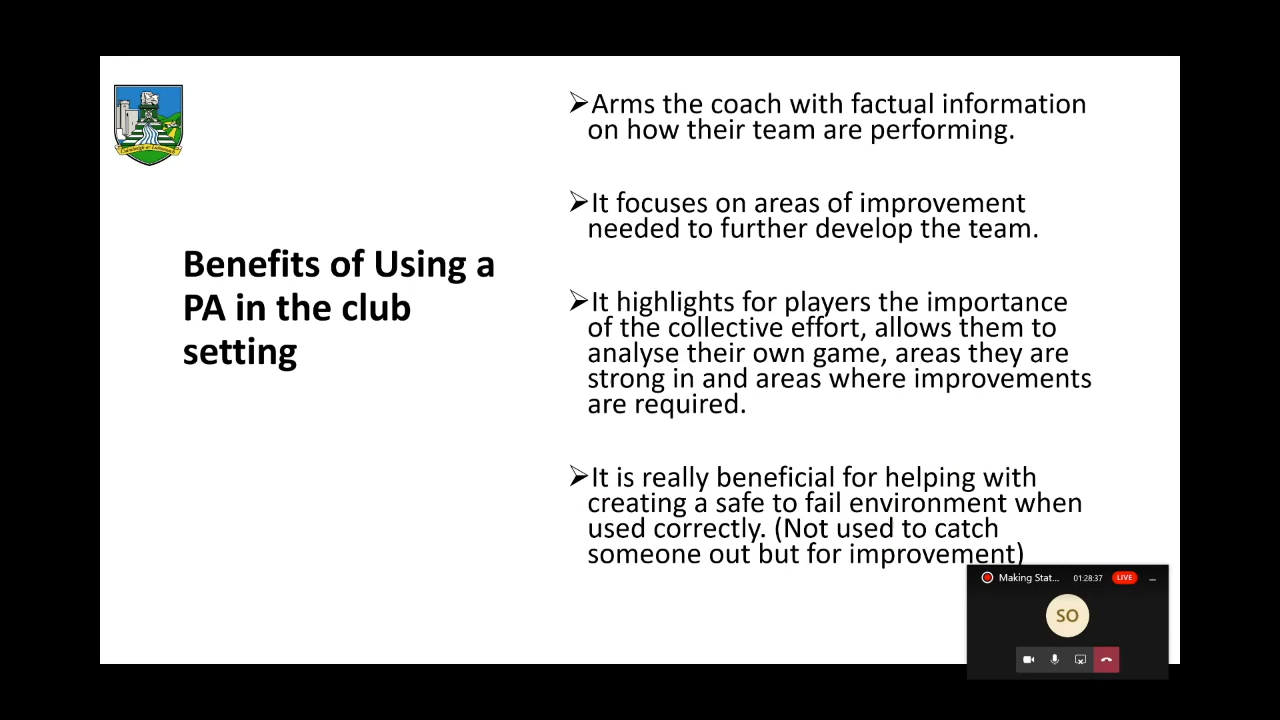 Benefits of Using a
PA in the club
setting
➢Arms the coach with factual information
on how their team are performing.
➢It focuses on areas of improvement
needed to further develop the team.
➢It highlights for players the importance
of the collective effort, allows them to
analyse their own game, areas they are
strong in and areas where improvements
are required.
➢It is really beneficial for helping with
creating a safe to fail environment when
used correctly. (Not used to catch
someone out but for improvement)
Making Stat... 01:28:37 LIVE
SO